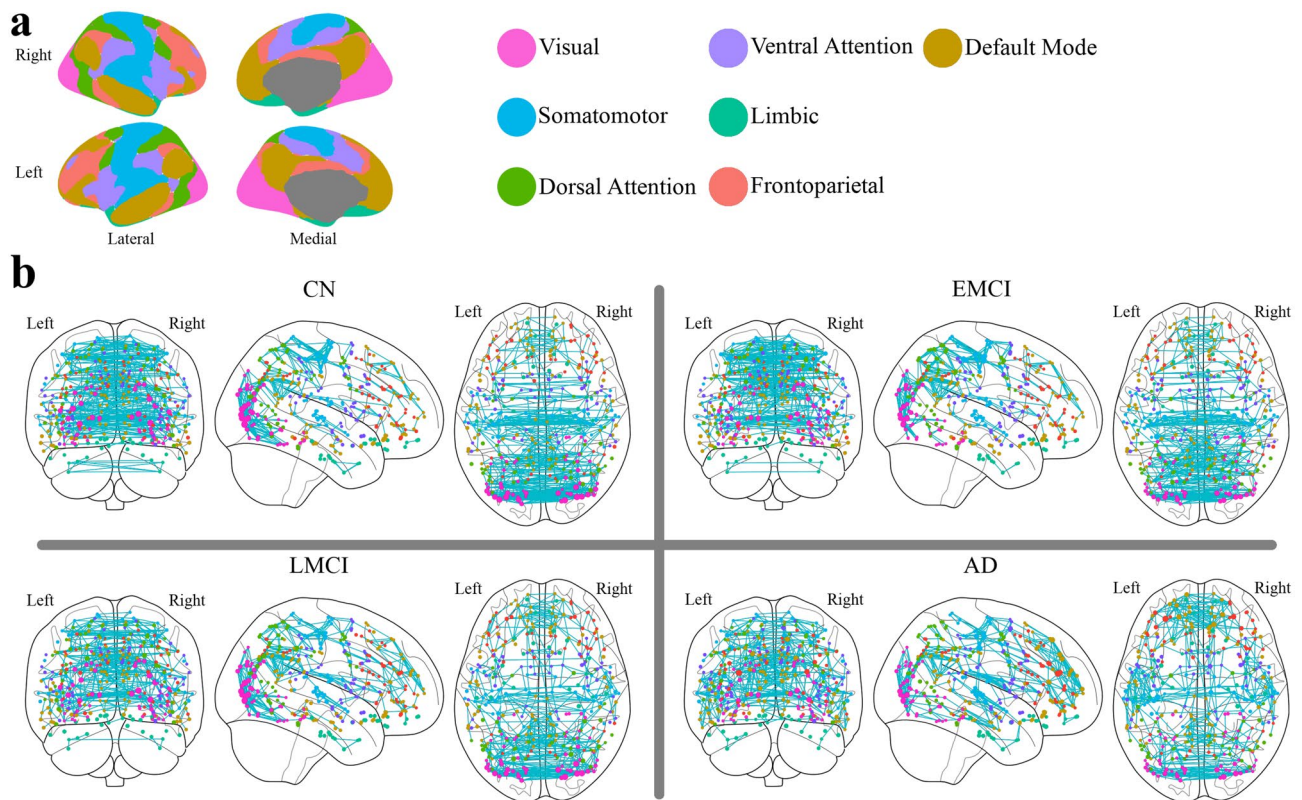 a
Right
Left
Lateral
Medial
Visual
Ventral Attention
Default Mode
Somatomotor
Limbic
Dorsal Attention
Frontoparietal
b
CN
Left
Right
Left
Right
EMCI
Left
Right
Left
Right
LMCI
Left
Right
Left
Right
AD
Left
Right
Left
Right